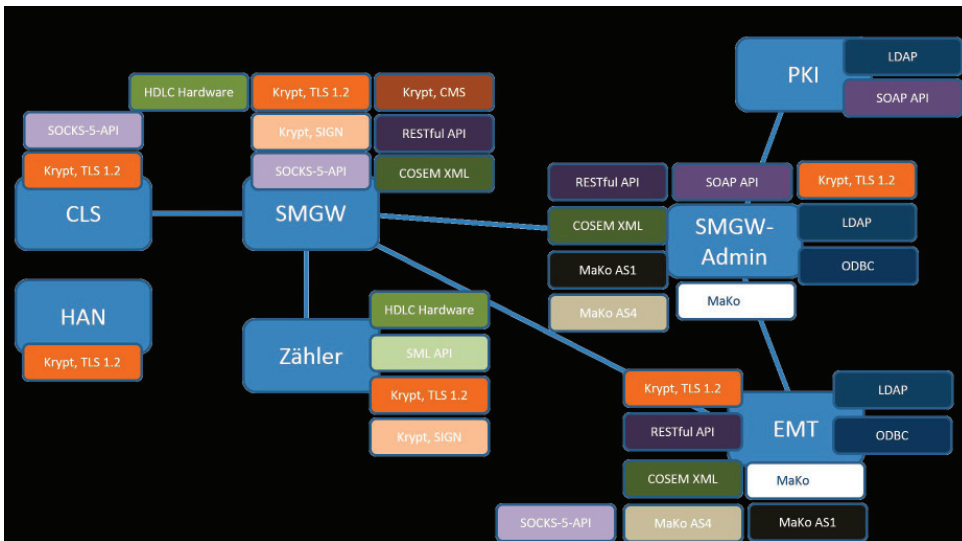 PKI
LDAP
SOAP API
HDLC Hardware
Krypt, TLS 1.2
Krypt, CMS
SOCKS-5-API
Krypt, SIGN
RESTful API
Krypt, TLS 1.2
SOCKS-5-API
COSEM XML
CLS
SMGW
RESTful API
SOAP API
Krypt, TLS 1.2
COSEM XML
SMGW-
Admin
LDAP
MaKo AS1
ODBC
MaKo AS4
MaKo
HAN
Krypt, TLS 1.2
Zähler
HDLC Hardware
SML API
Krypt, TLS 1.2
Krypt, SIGN
Krypt, TLS 1.2
LDAP
RESTful API
EMT
ODBC
COSEM XML
MaKo
SOCKS-5-API
MaKo AS4
MaKo AS1